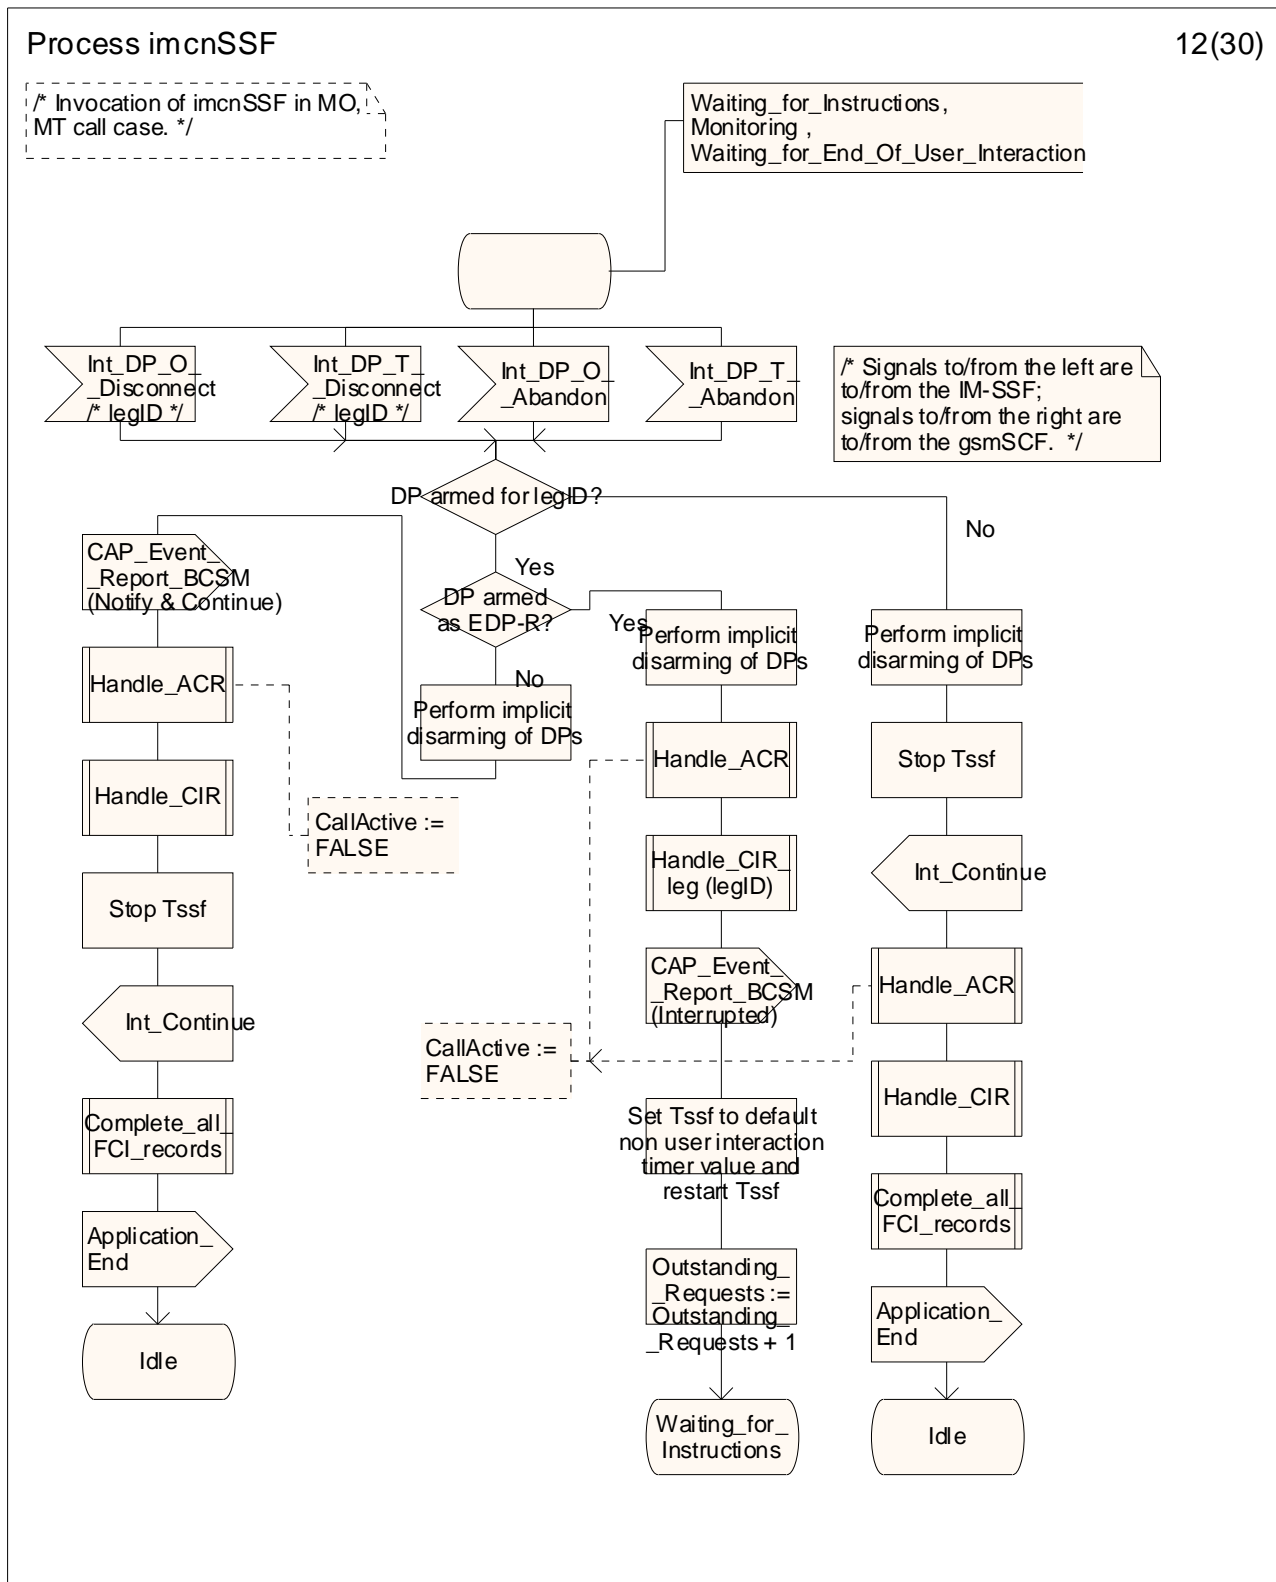 Process imcnSSF
12(30)
/* Invocation of imcnSSF in MO,
MT call case. */
Waiting_for_Instructions,
Monitoring ,
Waiting_for_End_Of_User_Interaction
Int_DP_O_
_Disconnect
/* legID */
Int_DP_T_
_Disconnect
/* legID */
Int_DP_O_
_Abandon
Int_DP_T_
_Abandon
/* Signals to/from the left are
to/from the IM-SSF;
signals to/from the right are
to/from the gsmSCF. */
DP armed for legID?
No
Yes
CAP_Event_
_Report_BCSM
(Notify & Continue)
DP armed
as EDP-R?
Yes
No
Perform implicit
disarming of DPs
Perform implicit
disarming of DPs
Perform implicit
disarming of DPs
Handle_ACR
Handle_CIR
CallActive :=
FALSE
Stop Tssf
Int_Continue
Complete_all_
FCI_records
Application_
End
Idle
Handle_ACR
Handle_CIR_
leg (legID)
CAP_Event_
_Report_BCSM
(Interrupted)
CallActive :=
FALSE
Set Tssf to default
non user interaction
timer value and
restart Tssf
Outstanding_
_Requests :=
Outstanding_
_Requests + 1
Waiting_for_
Instructions
Stop Tssf
Int_Continue
Handle_ACR
Handle_CIR
Complete_all_
FCI_records
Application_
End
Idle